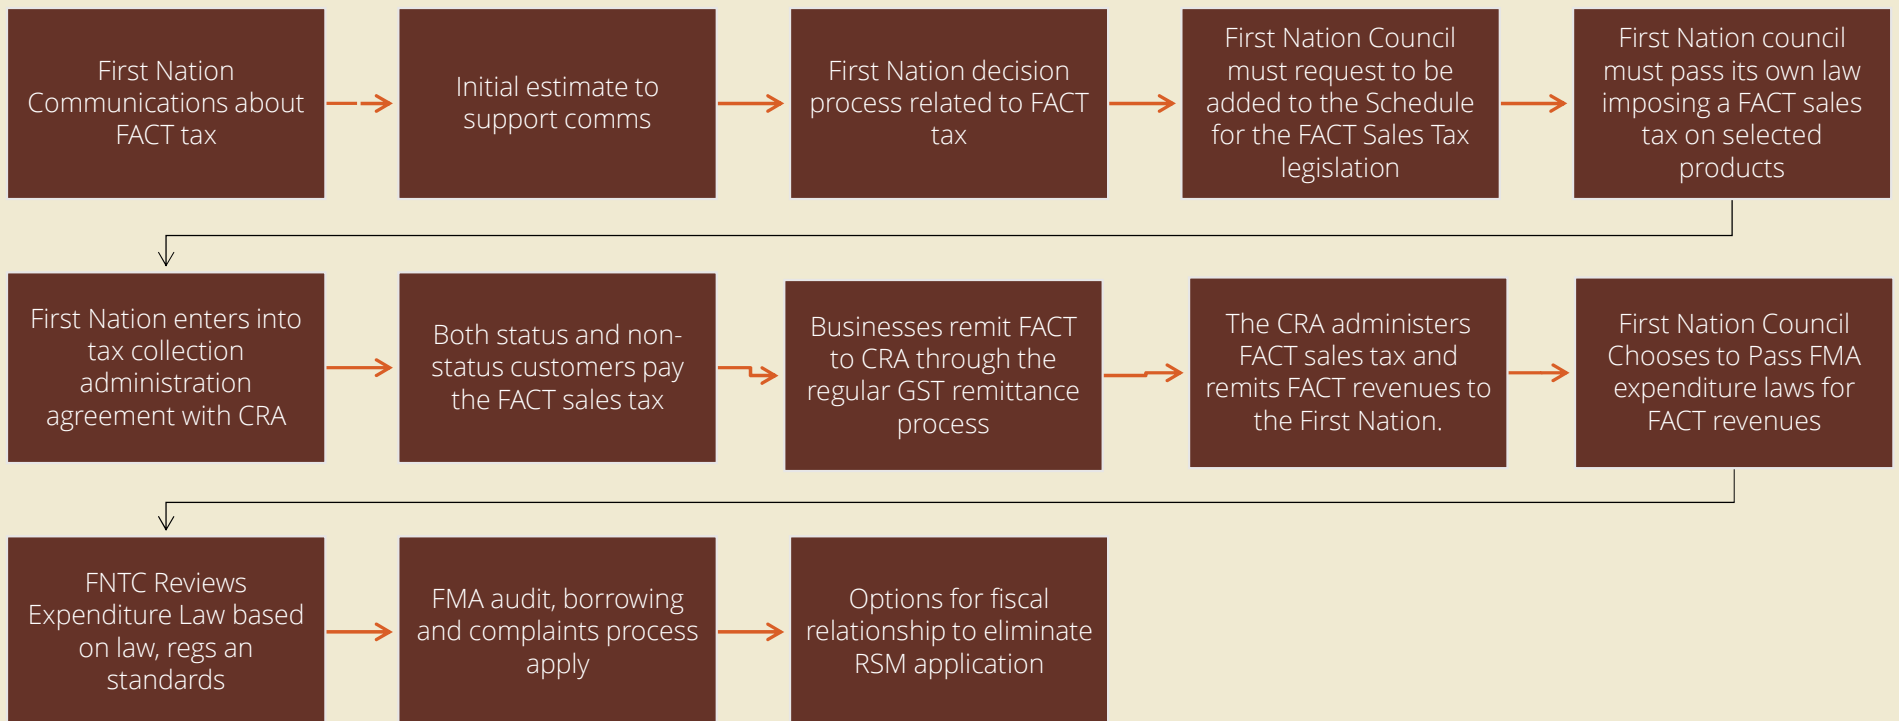 First Nation
Communications about
FACT tax
Initial estimate to
support comms
First Nation decision
process related to FACT
tax
First Nation Council
must request to be
added to the Schedule
for the FACT Sales Tax
legislation
First Nation council
must pass its own law
imposing a FACT sales
tax on selected
products
First Nation enters into
tax collection
administration
agreement with CRA
Both status and non-
status customers pay
the FACT sales tax
Businesses remit FACT
to CRA through the
regular GST remittance
process
The CRA administers
FACT sales tax and
remits FACT revenues to
the First Nation.
First Nation Council
Chooses to Pass FMA
expenditure laws for
FACT revenues
FNTC Reviews
Expenditure Law based
on law, regs an
standards
FMA audit, borrowing
and complaints process
apply
Options for fiscal
relationship to eliminate
RSM application